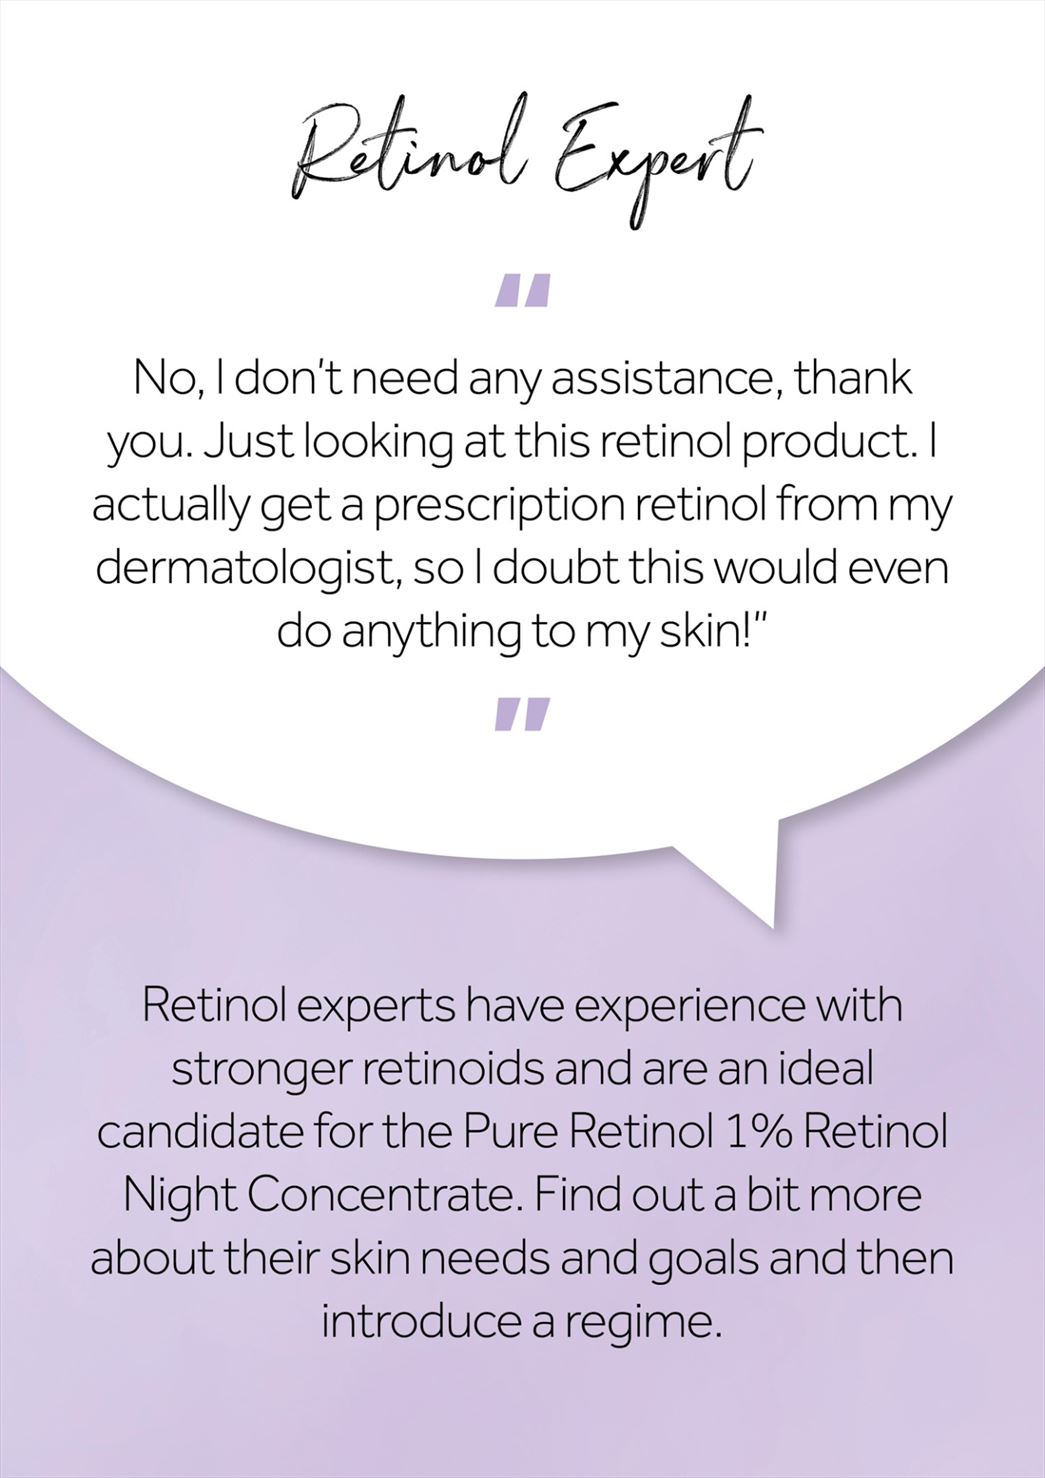 Retinol Expert
"
No, I don't need any assistance, thank
you. Just looking at this retinol product. I
actually get a prescription retinol from my
dermatologist, so I doubt this would even
do anything to my skin!"
"
Retinol experts have experience with
stronger retinoids and are an ideal
candidate for the Pure Retinol 1% Retinol
Night Concentrate. Find out a bit more
about their skin needs and goals and then
introduce a regime.